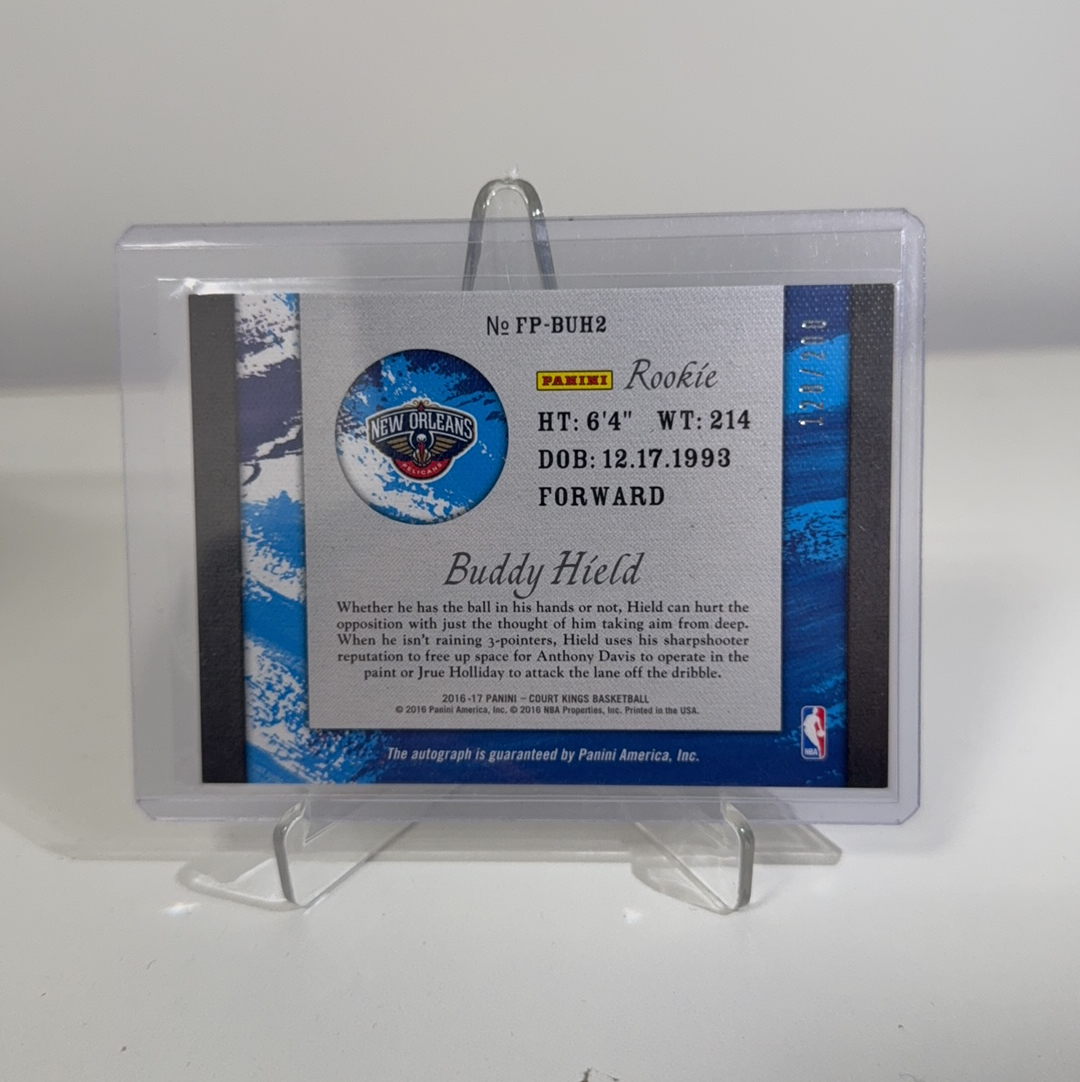 № FP-BUH2
PANINI Rookie
HT: 6'4" WT: 214
DOB: 12.17.1993
FORWARD
NEW ORLEANS
PELICANS
Buddy Hield
Whether he has the ball in his hands or not, Hield can hurt the
opposition with just the thought of him taking aim from deep.
When he isn't raining 3-pointers, Hield uses his sharpshooter
reputation to free up space for Anthony Davis to operate in the
paint or Jrue Holliday to attack the lane off the dribble.
2016-17 PANINI – COURT KINGS BASKETBALL
© 2016 Panini America, Inc. © 2016 NBA Properties, Inc. Printed in the USA.
The autograph is guaranteed by Panini America, Inc.
NBA